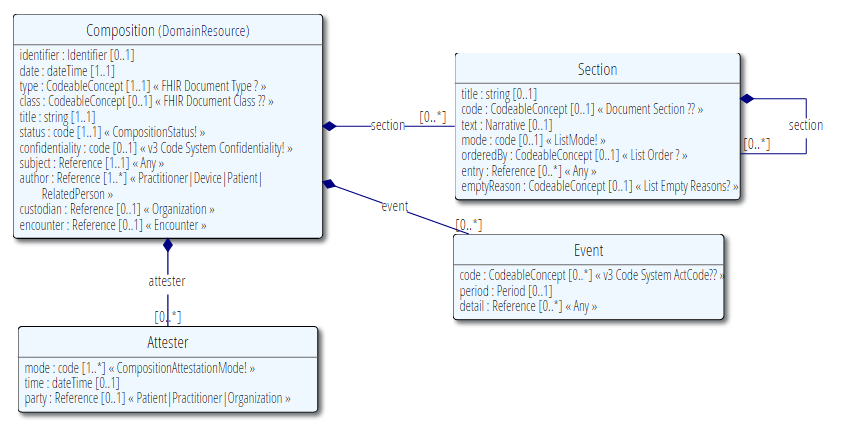 Composition (DomainResource)
identifier : Identifier [0..1]
date : dateTime [1..1]
type : CodeableConcept [1..1] « FHIR Document Type ? »
class : CodeableConcept [0..1] « FHIR Document Class ?? »
title : string [1..1]
status : code [1..1] « CompositionStatus! »
confidentiality : code [0..1] « v3 Code System Confidentiality! »
subject : Reference [1..1] « Any »
author : Reference [1..*] « Practitioner|Device|Patient|
RelatedPerson »
custodian : Reference [0..1] « Organization »
encounter : Reference [0..1] « Encounter »
section
[0..*]
Section
title : string [0..1]
code : CodeableConcept [0..1] « Document Section ?? »
text : Narrative [0..1]
mode : code [0..1] « ListMode! »
orderedBy : CodeableConcept [0..1] « List Order ? »
entry : Reference [0..*] « Any »
emptyReason : CodeableConcept [0..1] « List Empty Reasons? »
section
[0..*]
event
[0..*]
Event
code : CodeableConcept [0..*] « v3 Code System ActCode?? »
period : Period [0..1]
detail : Reference [0..*] « Any »
attester
[0..*]
Attester
mode : code [1..*] « CompositionAttestationMode! »
time : dateTime [0..1]
party : Reference [0..1] « Patient|Practitioner|Organization »